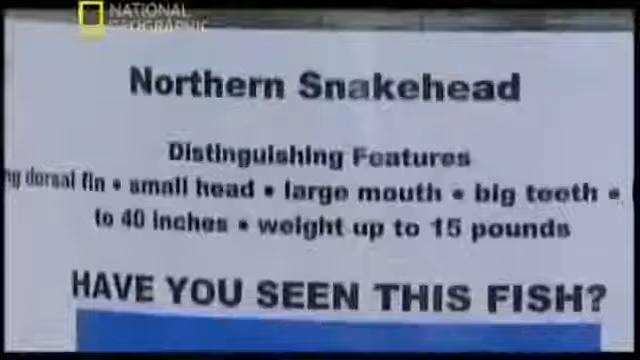 NATIONAL
GEOGRAPHIC
Northern Snakehead
Distinguishing Features
ng dorsal fin • small head • large mouth • big teeth •
to 40 inches • weight up to 15 pounds
HAVE YOU SEEN THIS FISH?